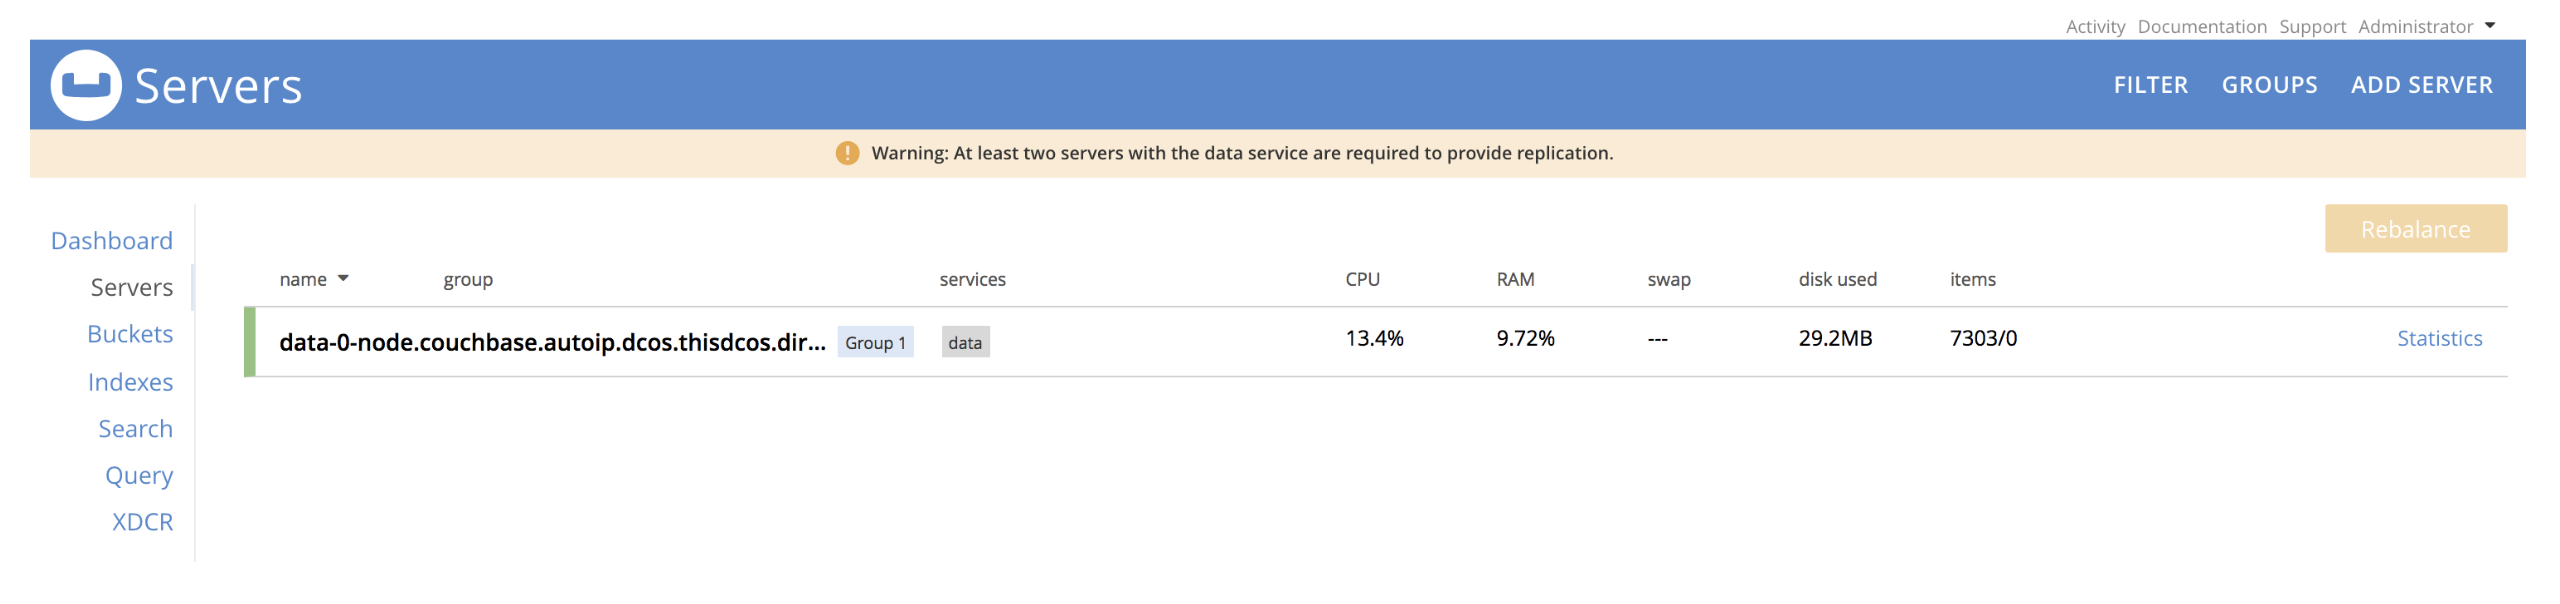 Activity Documentation Support Administrator
Servers FILTER GROUPS ADD SERVER
Warning: At least two servers with the data service are required to provide replication.
Rebalance
Dashboard
Servers
Buckets
Indexes
Search
Query
XDCR
name group services CPU RAM swap disk used items
data-0-node.couchbase.autoip.dcos.thisdcos.dir... Group 1 data 13.4% 9.72% --- 29.2MB 7303/0 Statistics